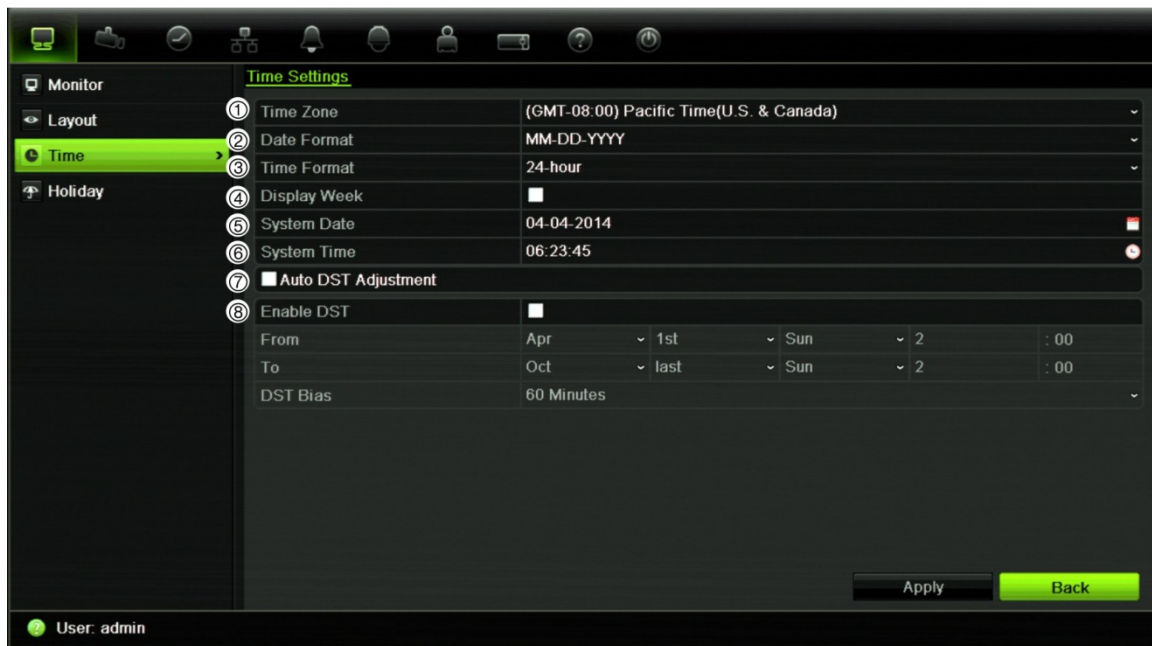 Monitor
Layout
Time
Holiday
Time Settings
① Time Zone (GMT-08:00) Pacific Time(U.S. & Canada)
② Date Format MM-DD-YYYY
③ Time Format 24-hour
④ Display Week
⑤ System Date 04-04-2014
⑥ System Time 06:23:45
⑦ Auto DST Adjustment
⑧ Enable DST
From Apr 1st Sun 2 : 00
To Oct last Sun 2 : 00
DST Bias 60 Minutes
Apply Back
User: admin